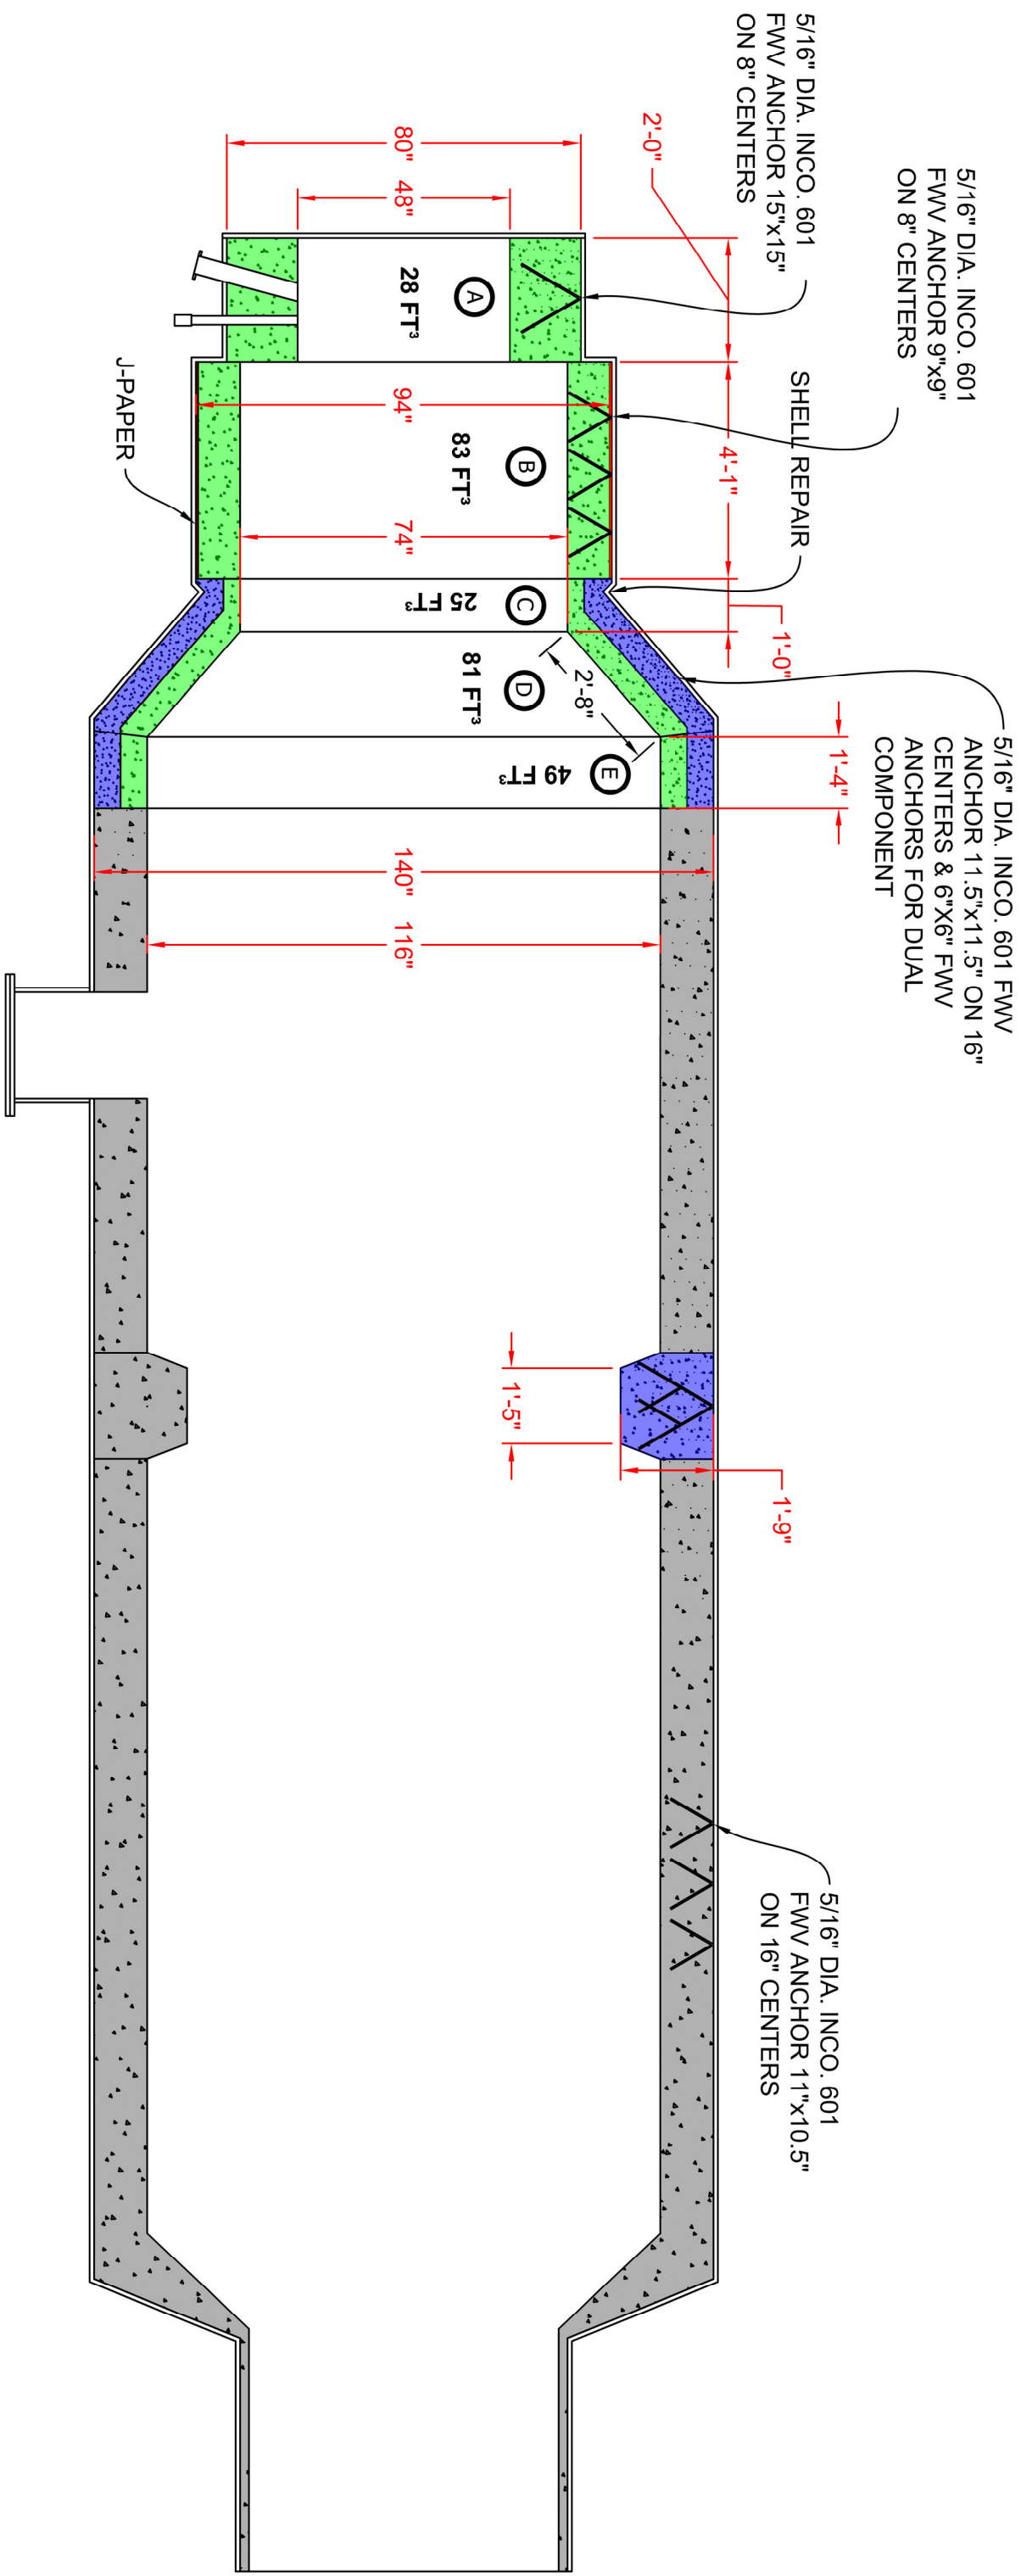 5/16" DIA. INCO. 601
FWV ANCHOR 15"x15"
ON 8" CENTERS
5/16" DIA. INCO. 601
FWV ANCHOR 9"x9"
ON 8" CENTERS
SHELL REPAIR
5/16" DIA. INCO. 601 FWV
ANCHOR 11.5"x11.5" ON 16"
CENTERS & 6"X6" FWV
ANCHORS FOR DUAL
COMPONENT
5/16" DIA. INCO. 601
FWV ANCHOR 11"x10.5"
ON 16" CENTERS
2'-0"
4'-1"
1'-0"
1'-4"
80"
48"
A
28 FT³
94"
B
83 FT³
74"
C
25 FT³
D
81 FT³
2'-8"
E
49 FT³
140"
116"
1'-5"
1'-9"
J-PAPER